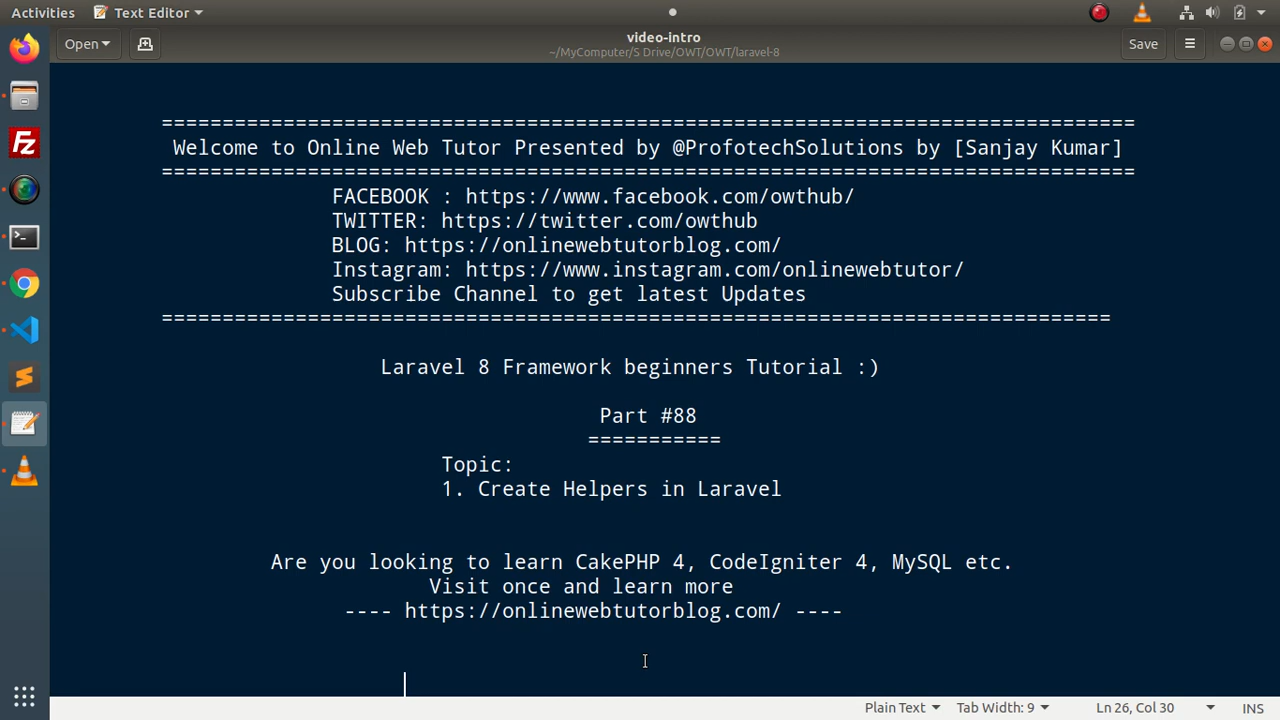 Activities Text Editor
Open video-intro Save
~/MyComputer/S Drive/OWT/OWT/laravel-8
================================================================================
Welcome to Online Web Tutor Presented by @ProfotechSolutions by [Sanjay Kumar]
================================================================================
FACEBOOK : https://www.facebook.com/owthub/
TWITTER: https://twitter.com/owthub
BLOG: https://onlinewebtutorblog.com/
Instagram: https://www.instagram.com/onlinewebtutor/
Subscribe Channel to get latest Updates
==============================================================================
Laravel 8 Framework beginners Tutorial :)
Part #88
===========
Topic:
1. Create Helpers in Laravel
Are you looking to learn CakePHP 4, CodeIgniter 4, MySQL etc.
Visit once and learn more
---- https://onlinewebtutorblog.com/ ----
Plain Text Tab Width: 9 Ln 26, Col 30 INS